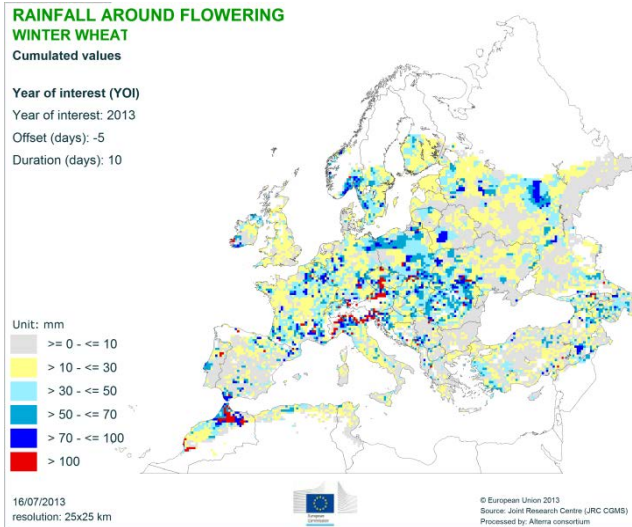 RAINFALL AROUND FLOWERING
WINTER WHEAT
Cumulated values
Year of interest (YOI)
Year of interest: 2013
Offset (days): -5
Duration (days): 10
Unit: mm
>= 0 - <= 10
> 10 - <= 30
> 30 - <= 50
> 50 - <= 70
> 70 - <= 100
> 100
16/07/2013
resolution: 25x25 km
European
Commission
© European Union 2013
Source: Joint Research Centre (JRC CGMS)
Processed by: Alterra consortium